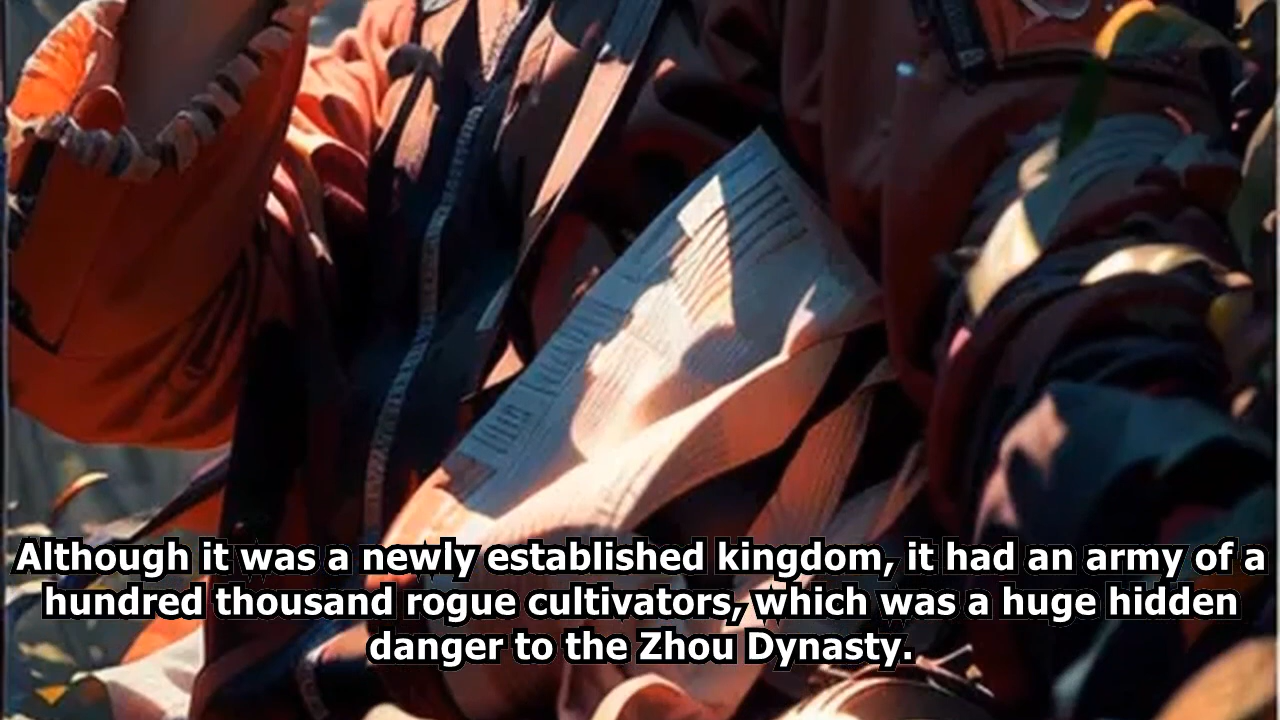 Although it was a newly established kingdom, it had an army of a
hundred thousand rogue cultivators, which was a huge hidden
danger to the Zhou Dynasty.